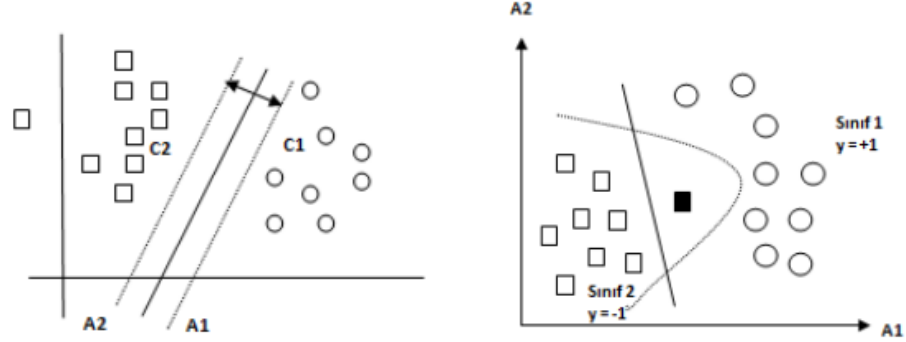 C2
C1
A2
A1
A2
Sınıf 1
y = +1
Sınıf 2
y = -1
A1